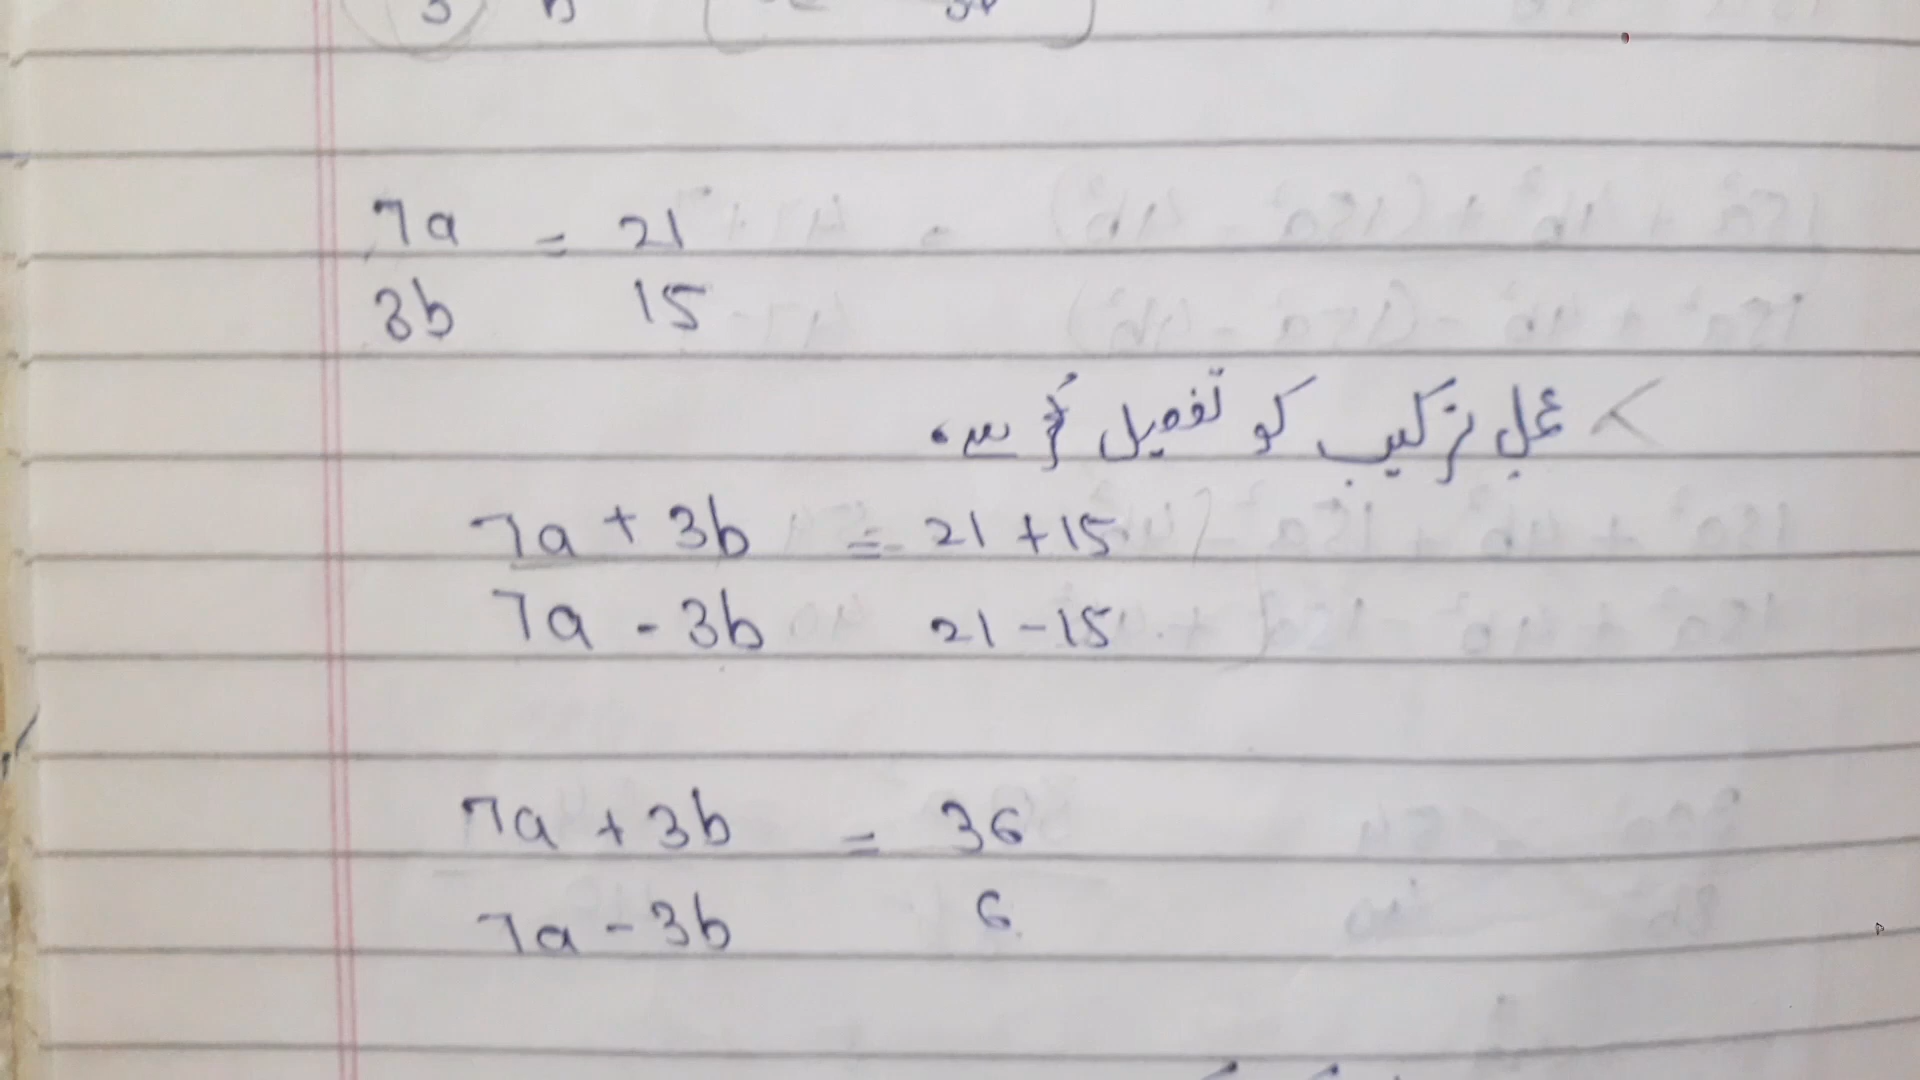 7a = 21
3b 15
عمل ترکیب کو تفصیل سے
7a + 3b = 21 + 15
7a - 3b 21 - 15
7a + 3b = 36
7a - 3b 6